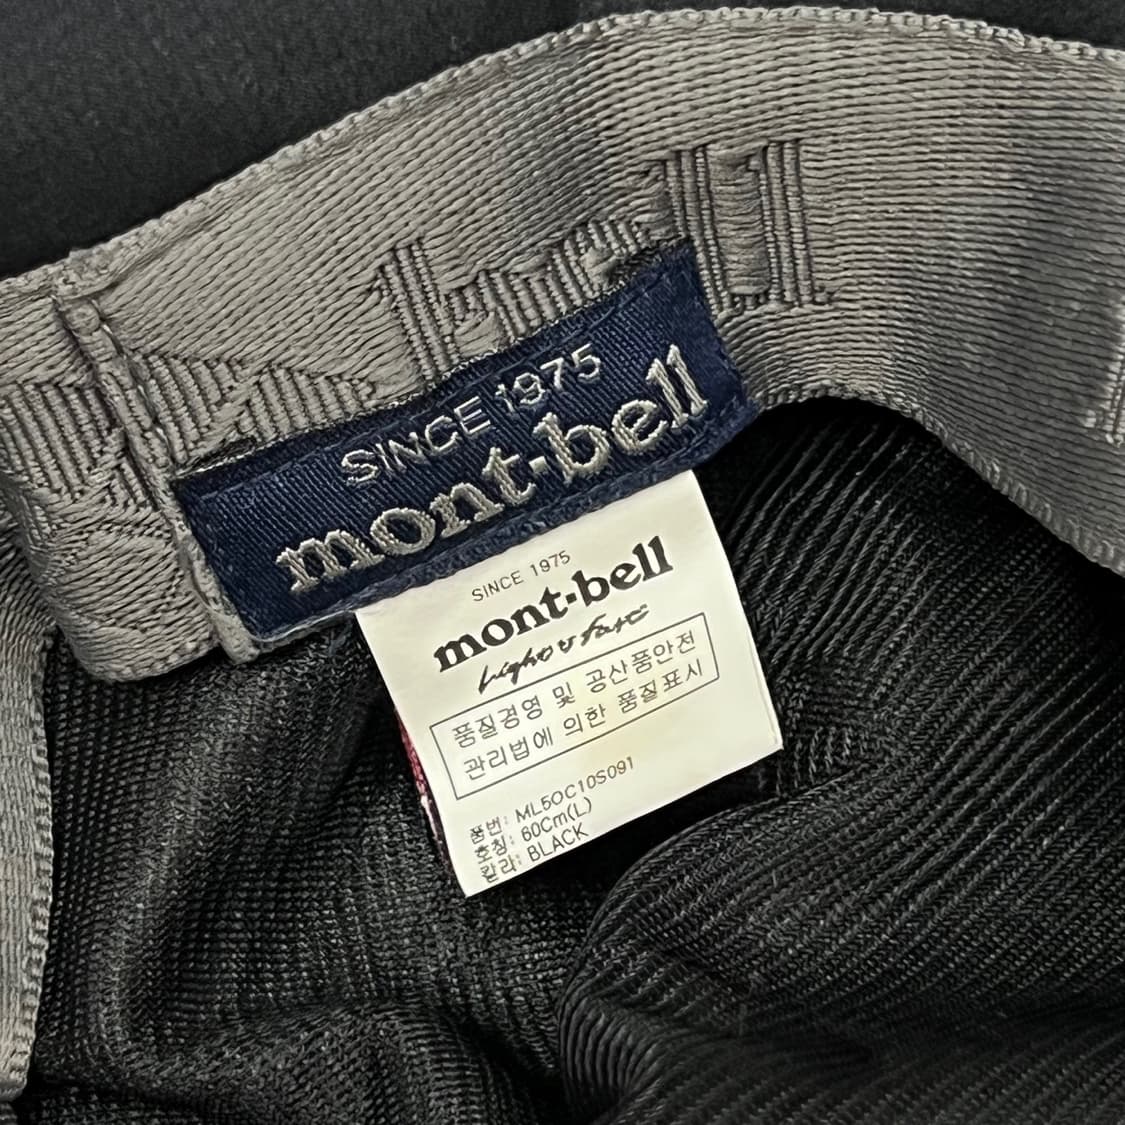 SINCE 1975
mont-bell
SINCE 1975
mont-bell
Light & Fast
품질경영 및 공산품안전
관리법에 의한 품질표시
품번: ML5OC10S091
호칭: 60Cm(L)
칼라: BLACK